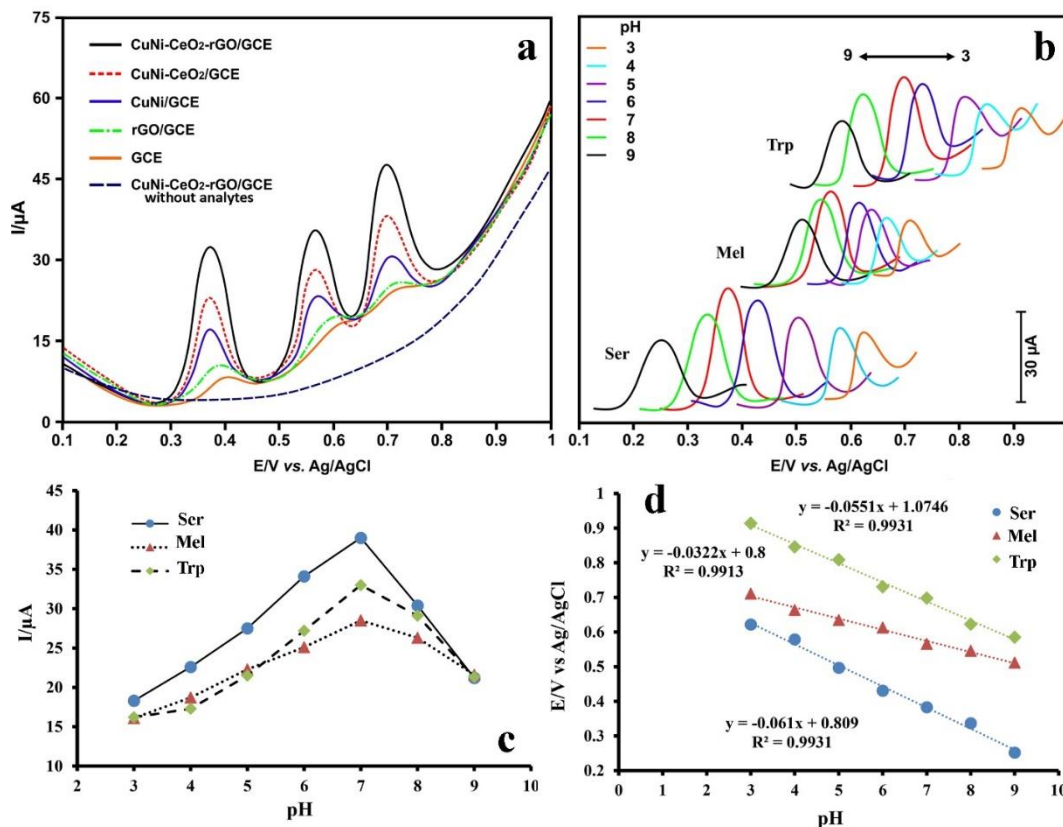 a
75
60
45
30
15
0
I/µA
CuNi-CeO₂-rGO/GCE
CuNi-CeO₂/GCE
CuNi/GCE
rGO/GCE
GCE
CuNi-CeO₂-rGO/GCE
without analytes
0.1 0.2 0.3 0.4 0.5 0.6 0.7 0.8 0.9 1
E/V vs. Ag/AgCl
b
pH
3
4
5
6
7
8
9
9 3
Trp
Mel
Ser
30 µA
0.1 0.2 0.3 0.4 0.5 0.6 0.7 0.8 0.9
E/V vs. Ag/AgCl
40
35
30
25
20
15
10
I/µA
Ser
Mel
Trp
c
2 3 4 5 6 7 8 9 10
pH
d
1
0.9
0.8
0.7
0.6
0.5
0.4
0.3
0.2
E/V vs Ag/AgCl
y = -0.0551x + 1.0746
R² = 0.9931
y = -0.0322x + 0.8
R² = 0.9913
y = -0.061x + 0.809
R² = 0.9931
Ser
Mel
Trp
0 1 2 3 4 5 6 7 8 9 10
pH